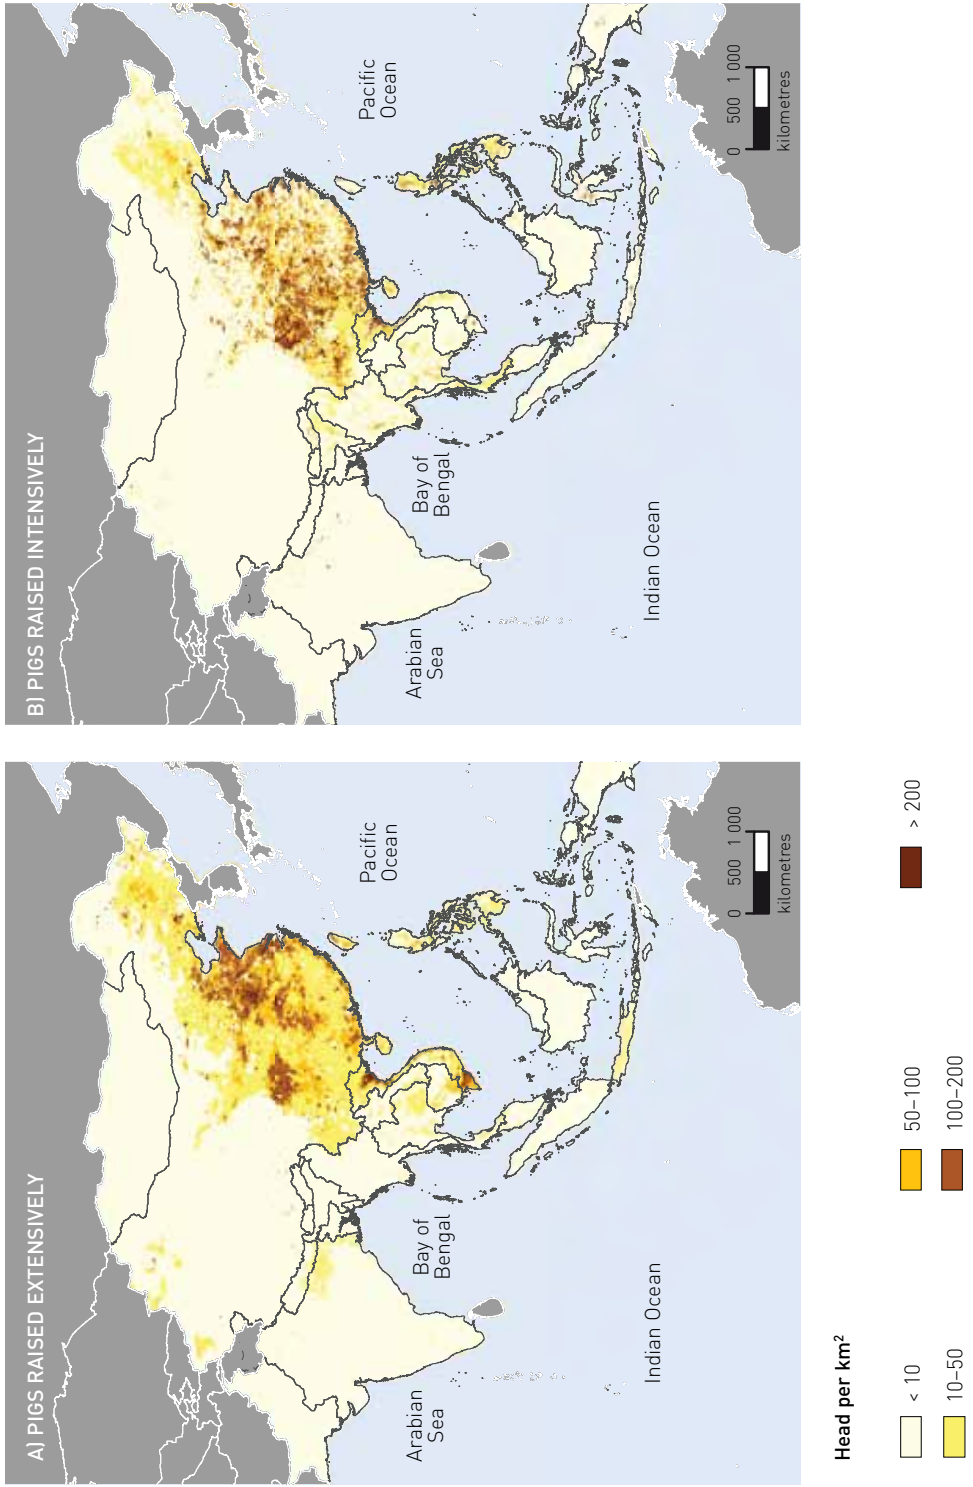 A) PIGS RAISED EXTENSIVELY
Pacific
Ocean
Bay of
Bengal
Arabian
Sea
Indian Ocean
0 500 1 000
kilometres
B) PIGS RAISED INTENSIVELY
Pacific
Ocean
Bay of
Bengal
Arabian
Sea
Indian Ocean
0 500 1 000
kilometres
Head per km²
< 10
10–50
50–100
100–200
> 200